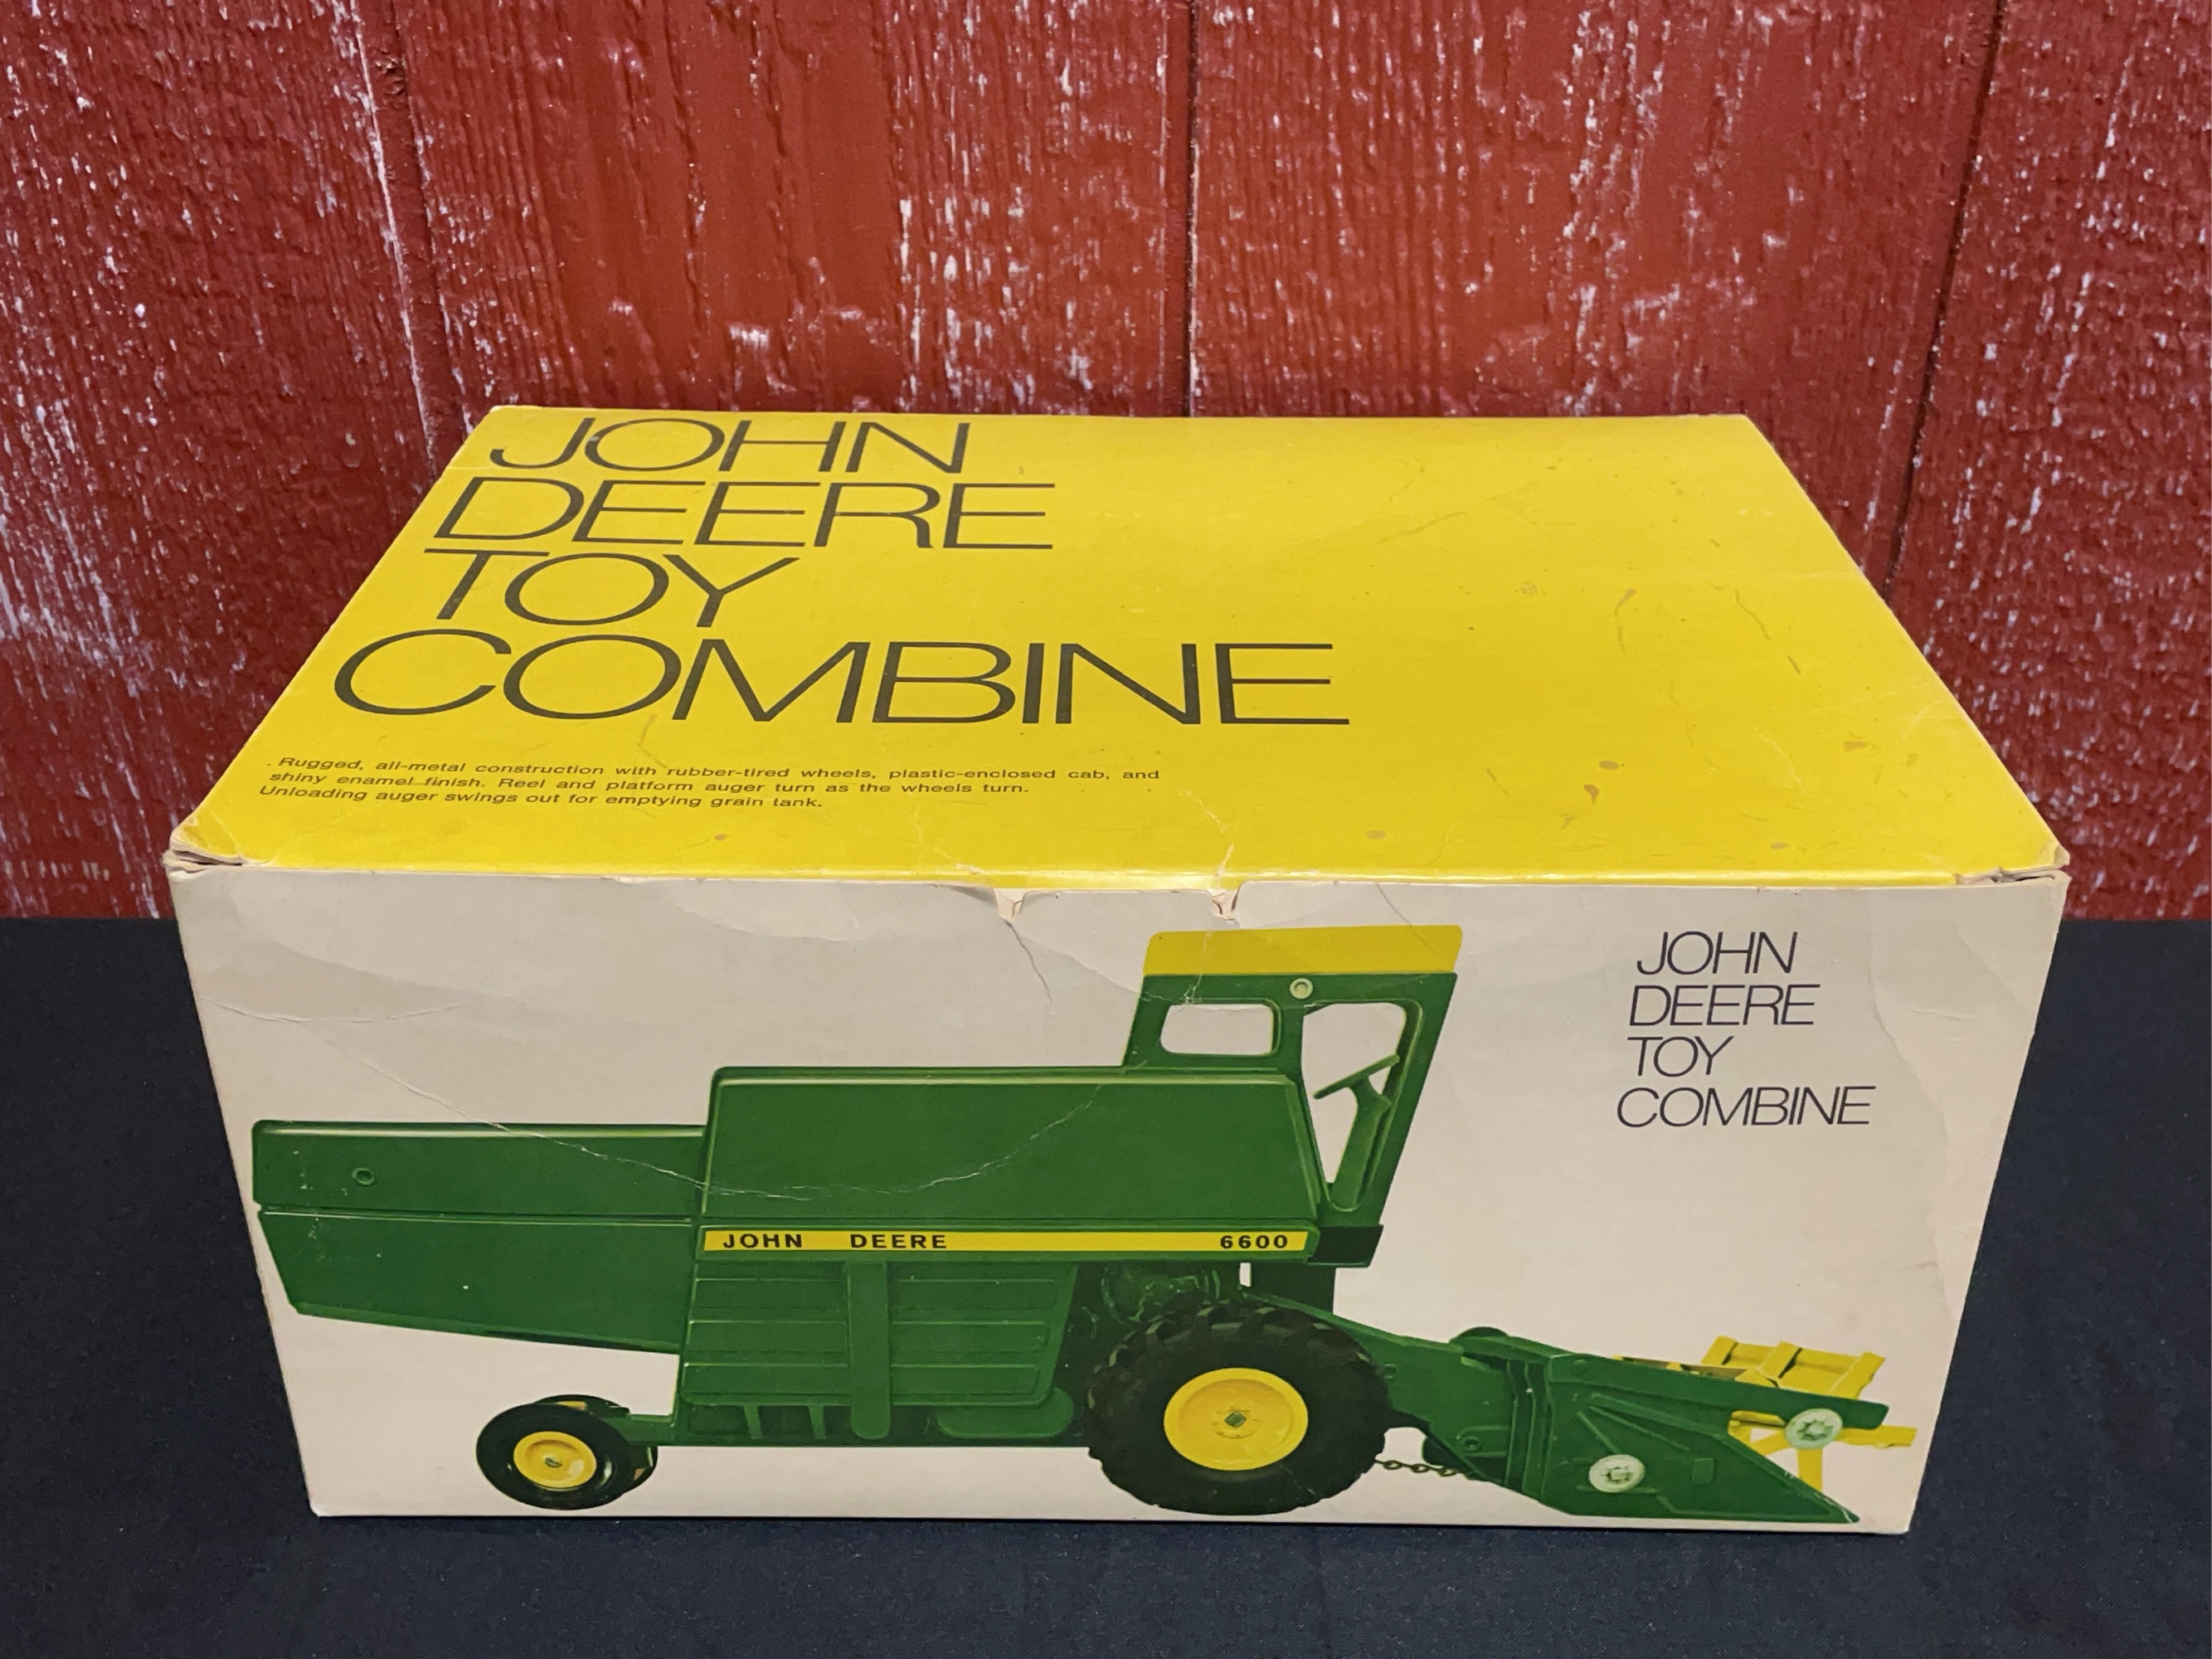 JOHN
DEERE
TOY
COMBINE
. Rugged, all-metal construction with rubber-tired wheels, plastic-enclosed cab, and
shiny enamel finish. Reel and platform auger turn as the wheels turn.
Unloading auger swings out for emptying grain tank.
JOHN
DEERE
TOY
COMBINE
JOHN DEERE 6600